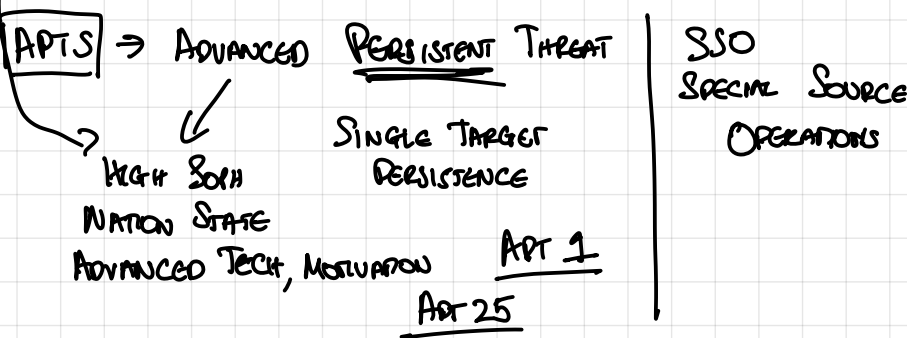 APTS → ADVANCED PERSISTENT THREAT
SINGLE TARGET
PERSISTENCE
HIGH SOPH
NATION STATE
ADVANCED TECH, MOTIVATION
APT 1
APT 25
SSO
SPECIAL SOURCE
OPERATIONS